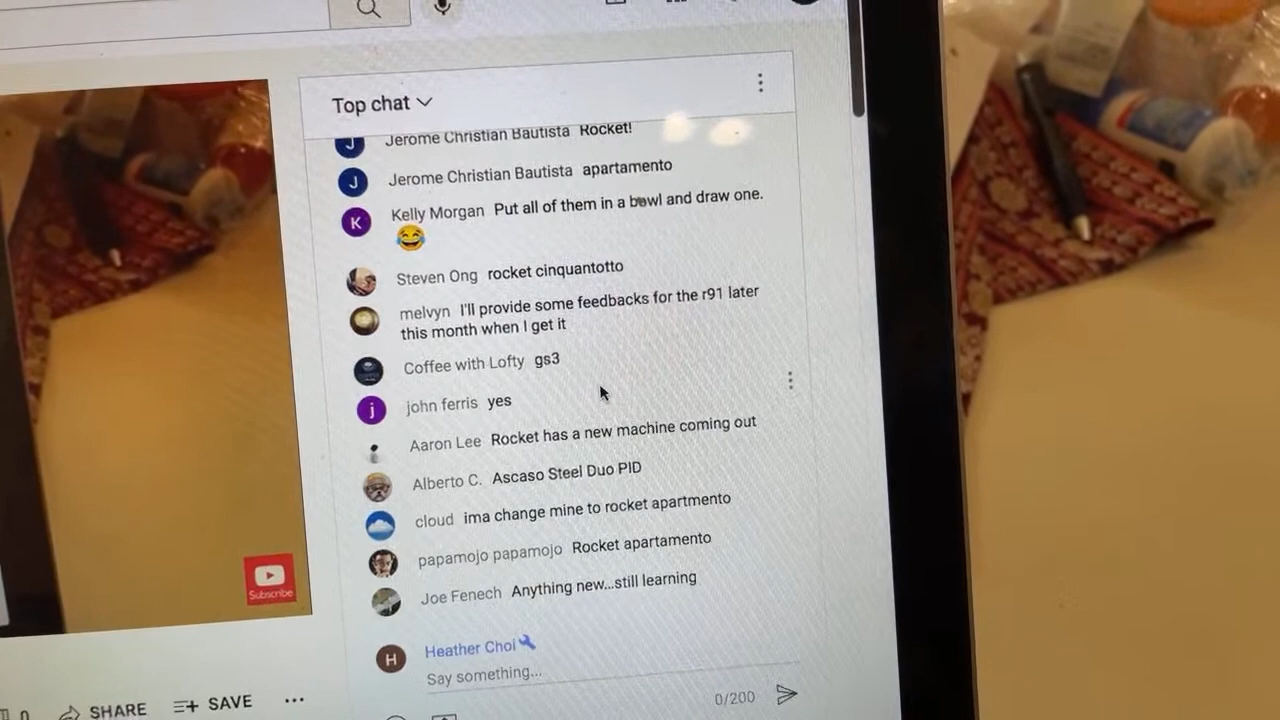 Top chat
J Jerome Christian Bautista Rocket!
J Jerome Christian Bautista apartamento
K Kelly Morgan Put all of them in a bowl and draw one.
😂
Steven Ong rocket cinquantotto
melvyn I'll provide some feedbacks for the r91 later
this month when I get it
Coffee with Lofty gs3
j john ferris yes
Aaron Lee Rocket has a new machine coming out
Alberto C. Ascaso Steel Duo PID
cloud ima change mine to rocket apartmento
papamojo papamojo Rocket apartamento
Joe Fenech Anything new...still learning
Subscribe
H Heather Choi
Say something...
0/200
0 SHARE SAVE